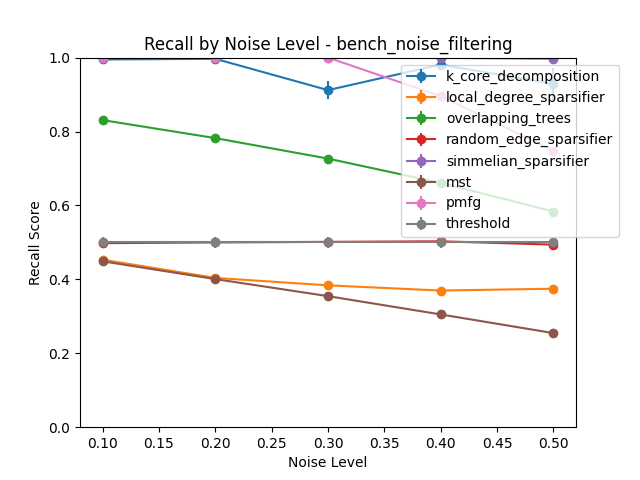 Recall by Noise Level - bench_noise_filtering
1.0
0.8
0.6
0.4
0.2
0.0
Recall Score
k_core_decomposition
local_degree_sparsifier
overlapping_trees
random_edge_sparsifier
simmelian_sparsifier
mst
pmfg
threshold
0.10 0.15 0.20 0.25 0.30 0.35 0.40 0.45 0.50
Noise Level